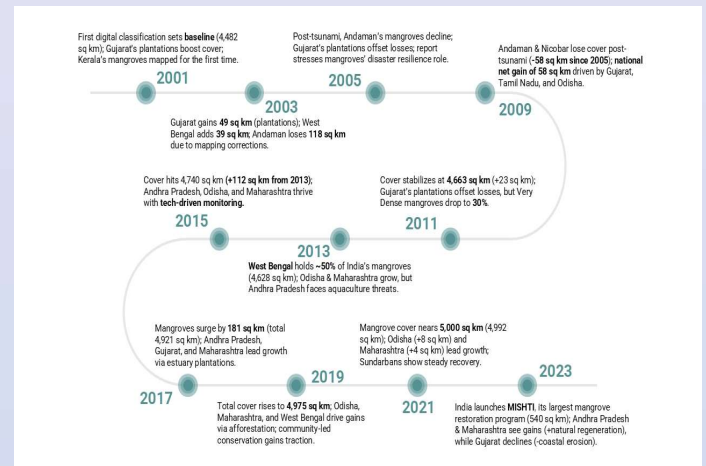 First digital classification sets baseline (4,482
sq km); Gujarat's plantations boost cover;
Kerala's mangroves mapped for the first time.
2001
Gujarat gains 49 sq km (plantations); West
Bengal adds 39 sq km; Andaman loses 118 sq km
due to mapping corrections.
2003
Post-tsunami, Andaman's mangroves decline;
Gujarat's plantations offset losses; report
stresses mangroves' disaster resilience role.
2005
Andaman & Nicobar lose cover post-
tsunami (-58 sq km since 2005); national
net gain of 58 sq km driven by Gujarat,
Tamil Nadu, and Odisha.
2009
Cover stabilizes at 4,663 sq km (+23 sq km);
Gujarat's plantations offset losses, but Very
Dense mangroves drop to 30%.
2011
2013
West Bengal holds ~50% of India's mangroves
(4,628 sq km); Odisha & Maharashtra grow, but
Andhra Pradesh faces aquaculture threats.
Cover hits 4,740 sq km (+112 sq km from 2013);
Andhra Pradesh, Odisha, and Maharashtra thrive
with tech-driven monitoring.
2015
Mangroves surge by 181 sq km (total
4,921 sq km); Andhra Pradesh,
Gujarat, and Maharashtra lead growth
via estuary plantations.
2017
2019
Total cover rises to 4,975 sq km; Odisha,
Maharashtra, and West Bengal drive gains
via afforestation; community-led
conservation gains traction.
Mangrove cover nears 5,000 sq km (4,992
sq km); Odisha (+8 sq km) and
Maharashtra (+4 sq km) lead growth;
Sundarbans show steady recovery.
2021
2023
India launches MISHTI, its largest mangrove
restoration program (540 sq km); Andhra Pradesh
& Maharashtra see gains (+natural regeneration),
while Gujarat declines (-coastal erosion).